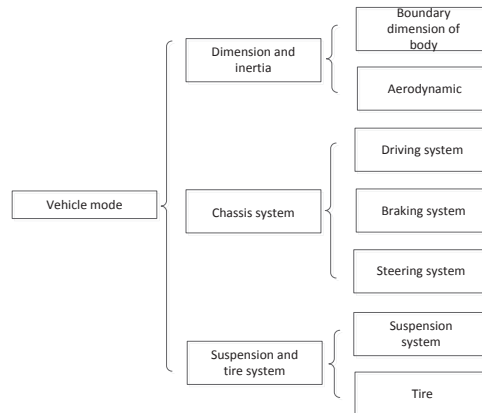 Boundary
dimension of
body
Dimension and
inertia
Aerodynamic
Driving system
Vehicle mode
Chassis system
Braking system
Steering system
Suspension
system
Suspension and
tire system
Tire